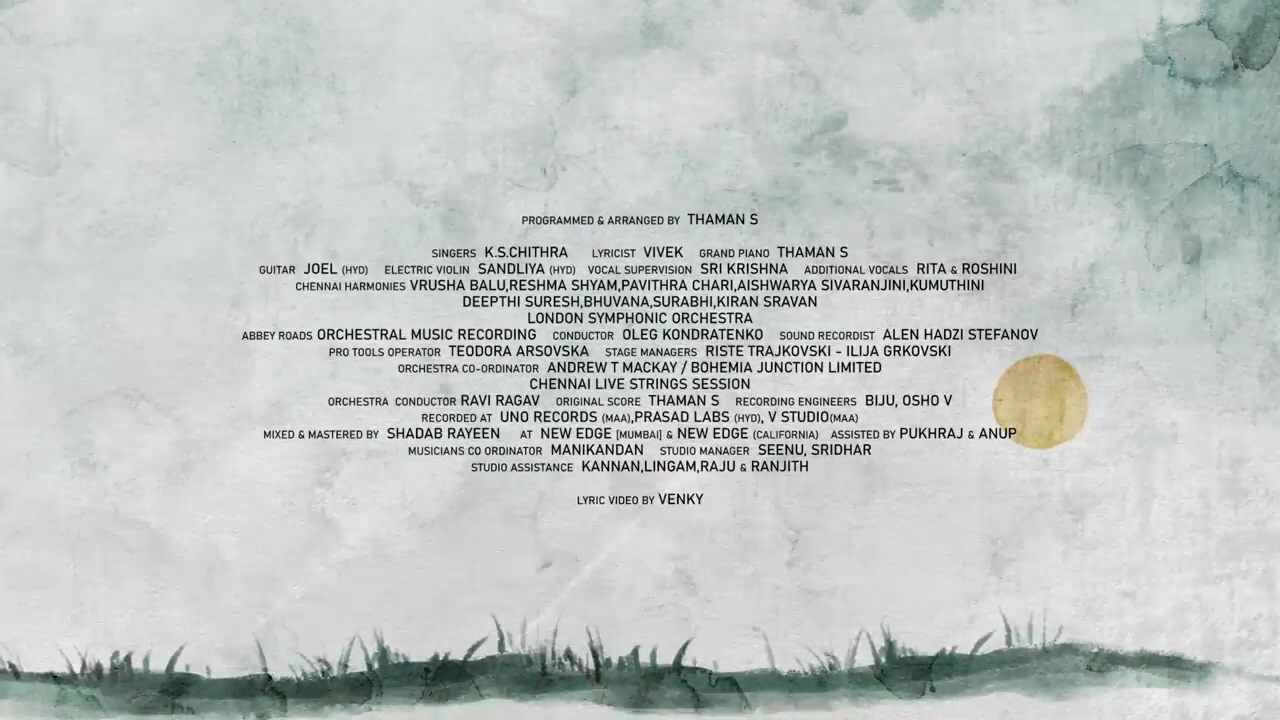 PROGRAMMED & ARRANGED BY THAMAN S
SINGERS K.S.CHITHRA LYRICIST VIVEK GRAND PIANO THAMAN S
GUITAR JOEL (HYD) ELECTRIC VIOLIN SANDLIYA (HYD) VOCAL SUPERVISION SRI KRISHNA ADDITIONAL VOCALS RITA & ROSHINI
CHENNAI HARMONIES VRUSHA BALU,RESHMA SHYAM,PAVITHRA CHARI,AISHWARYA SIVARANJINI,KUMUTHINI
DEEPTHI SURESH,BHUVANA,SURABHI,KIRAN SRAVAN
LONDON SYMPHONIC ORCHESTRA
ABBEY ROADS ORCHESTRAL MUSIC RECORDING CONDUCTOR OLEG KONDRATENKO SOUND RECORDIST ALEN HADZI STEFANOV
PRO TOOLS OPERATOR TEODORA ARSOVSKA STAGE MANAGERS RISTE TRAJKOVSKI - ILIJA GRKOVSKI
ORCHESTRA CO-ORDINATOR ANDREW T MACKAY / BOHEMIA JUNCTION LIMITED
CHENNAI LIVE STRINGS SESSION
ORCHESTRA CONDUCTOR RAVI RAGAV ORIGINAL SCORE THAMAN S RECORDING ENGINEERS BIJU, OSHO V
RECORDED AT UNO RECORDS (MAA),PRASAD LABS (HYD), V STUDIO(MAA)
MIXED & MASTERED BY SHADAB RAYEEN AT NEW EDGE [MUMBAI] & NEW EDGE (CALIFORNIA) ASSISTED BY PUKHRAJ & ANUP
MUSICIANS CO ORDINATOR MANIKANDAN STUDIO MANAGER SEENU, SRIDHAR
STUDIO ASSISTANCE KANNAN,LINGAM,RAJU & RANJITH
LYRIC VIDEO BY VENKY